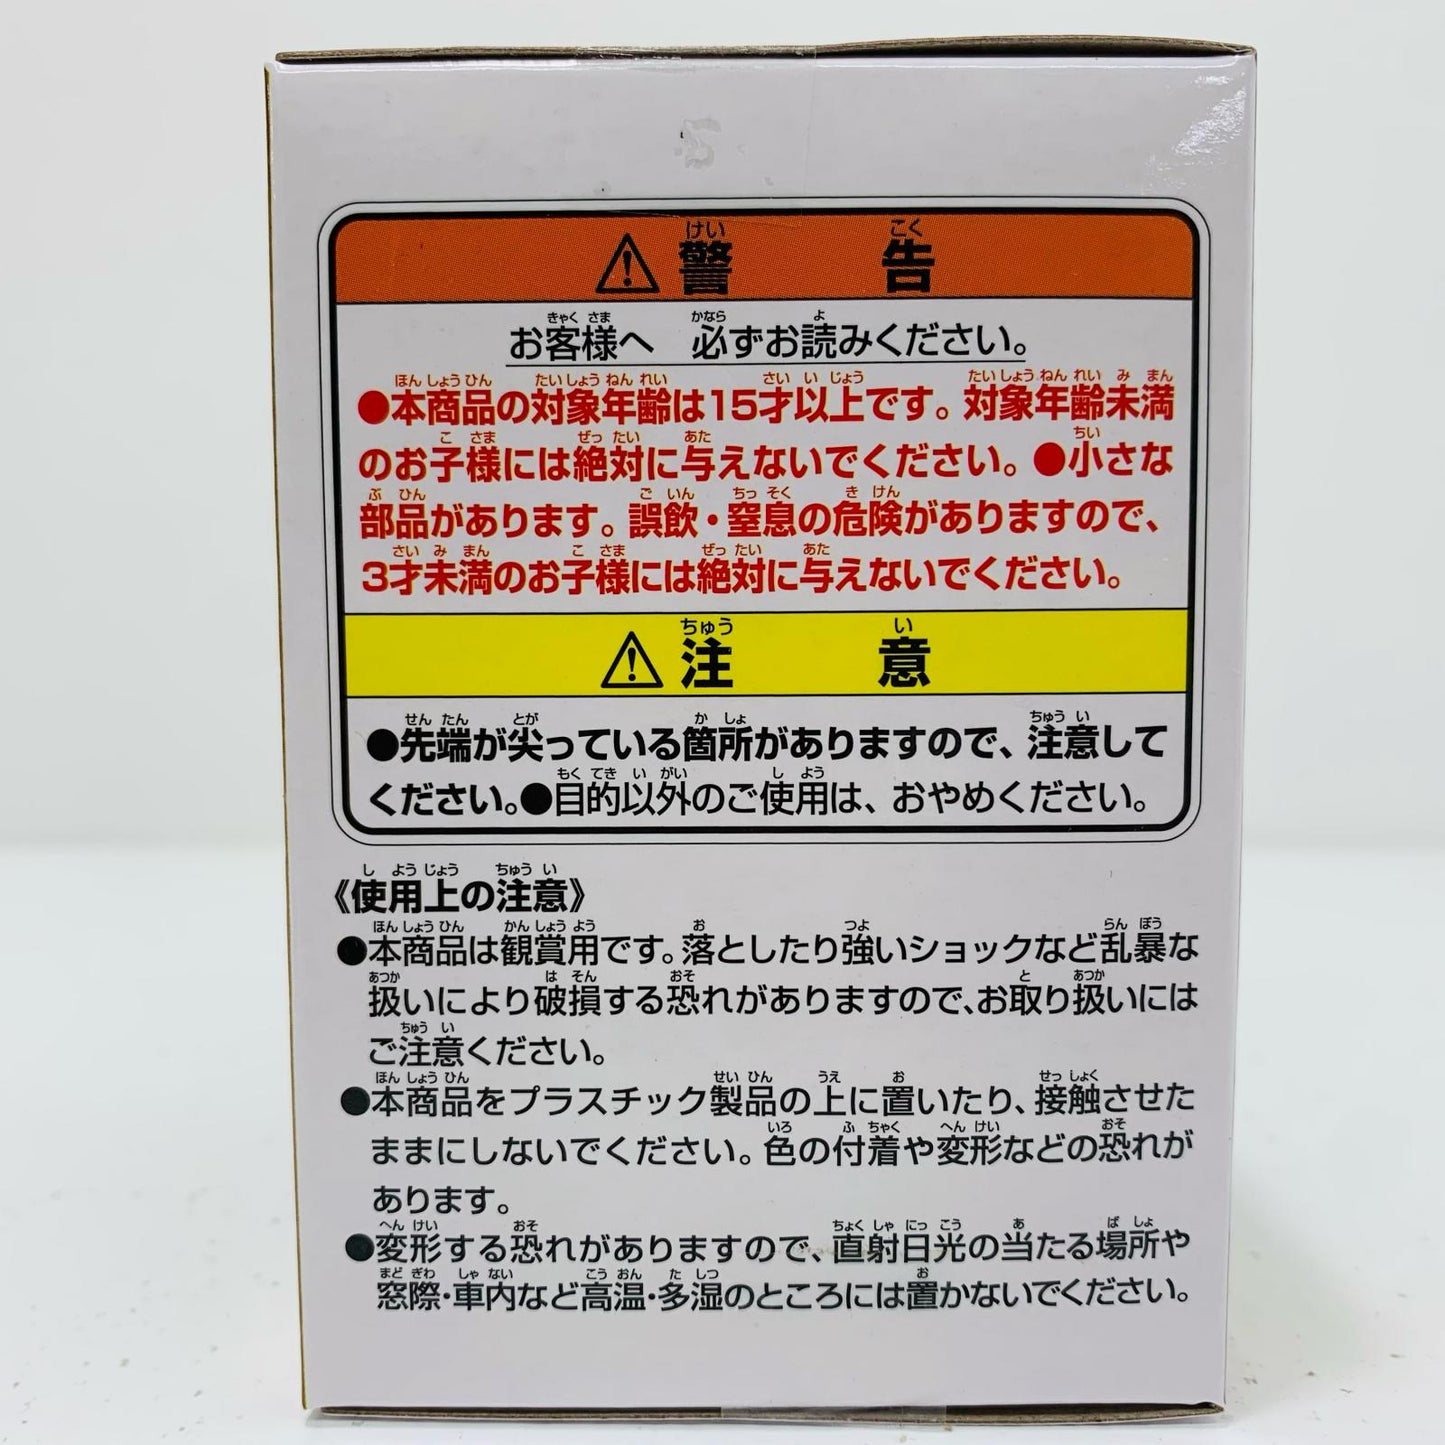 警告
お客様へ 必ずお読みください。
●本商品の対象年齢は15才以上です。対象年齢未満
のお子様には絶対に与えないでください。●小さな
部品があります。誤飲・窒息の危険がありますので、
3才未満のお子様には絶対に与えないでください。
注意
●先端が尖っている箇所がありますので、注意して
ください。●目的以外のご使用は、おやめください。
《使用上の注意》
●本商品は観賞用です。落としたり強いショックなど乱暴な
扱いにより破損する恐れがありますので、お取り扱いには
ご注意ください。
●本商品をプラスチック製品の上に置いたり、接触させた
ままにしないでください。色の付着や変形などの恐れが
あります。
●変形する恐れがありますので、直射日光の当たる場所や
窓際・車内など高温・多湿のところには置かないでください。